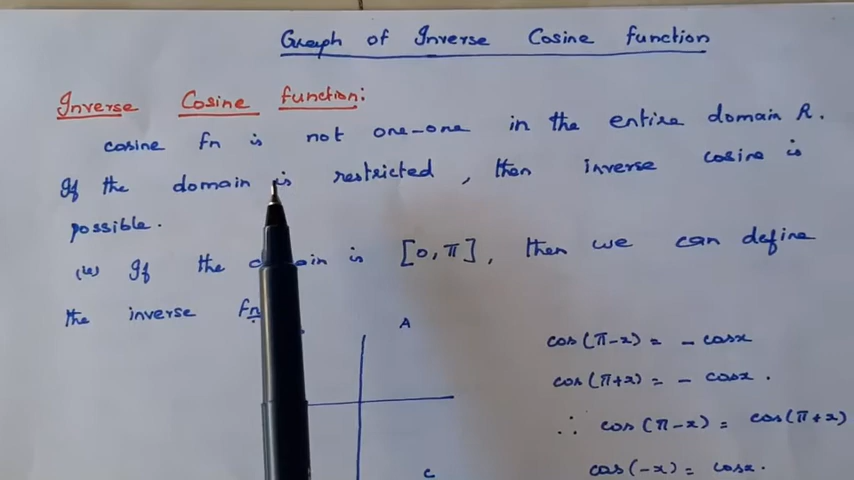 Graph of Inverse Cosine function
Inverse Cosine function:
cosine fn is not one-one in the entire domain R.
If the domain is restricted, then inverse cosine is
possible.
(ie) If the in is [0, π], then we can define
the inverse fn
A
cos(π-x) = - cosx
cos(π+x) = - cosx.
∴ cos(π-x) = cos(π+x)
C
cos(-x) = cosx.